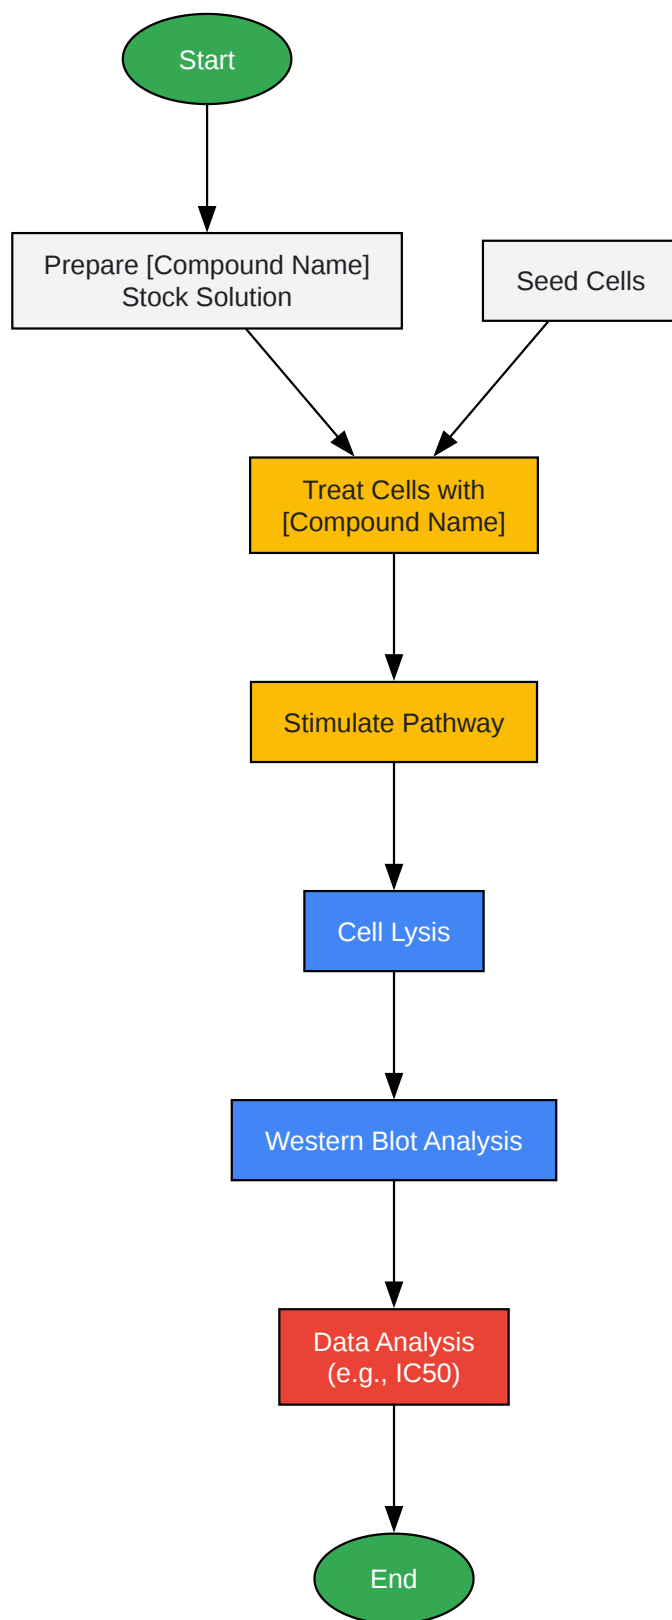 Start
Prepare [Compound Name]
Stock Solution
Seed Cells
Treat Cells with
[Compound Name]
Stimulate Pathway
Cell Lysis
Western Blot Analysis
Data Analysis
(e.g., IC50)
End